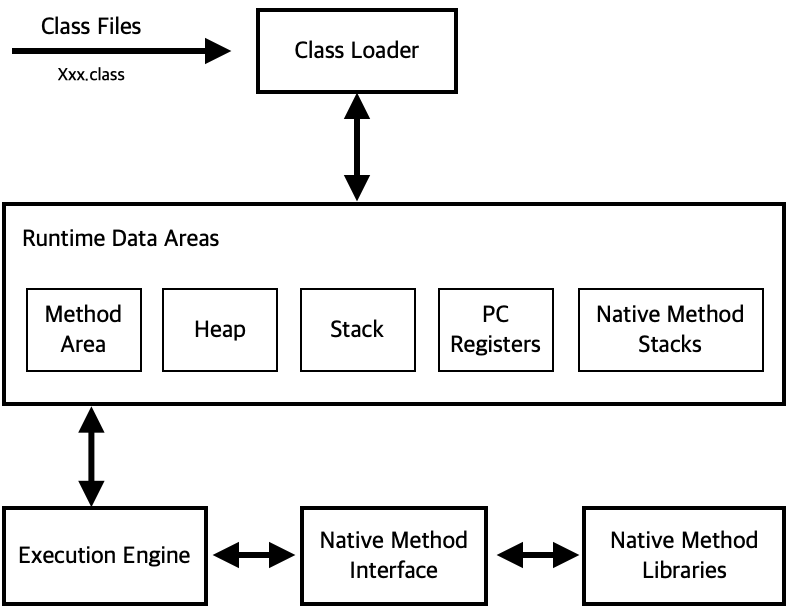 Class Files
Xxx.class
Class Loader
Runtime Data Areas
Method
Area
Heap
Stack
PC
Registers
Native Method
Stacks
Execution Engine
Native Method
Interface
Native Method
Libraries